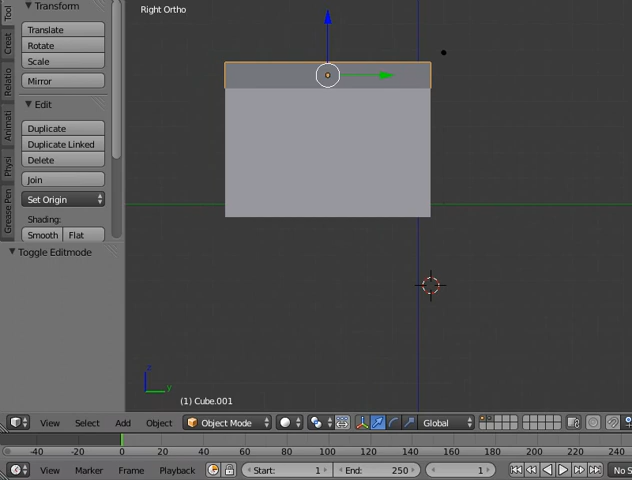 Tool
Creat
Relatio
Animati
Physi
Grease Pen
Transform
Translate
Rotate
Scale
Mirror
Edit
Duplicate
Duplicate Linked
Delete
Join
Set Origin
Shading:
Smooth Flat
Toggle Editmode
Right Ortho
z
y
(1) Cube.001
View Select Add Object Object Mode Global
-40 -20 0 20 40 60 80 100 120 140 160 180 200 220 240
View Marker Frame Playback Start: 1 End: 250 1 No S